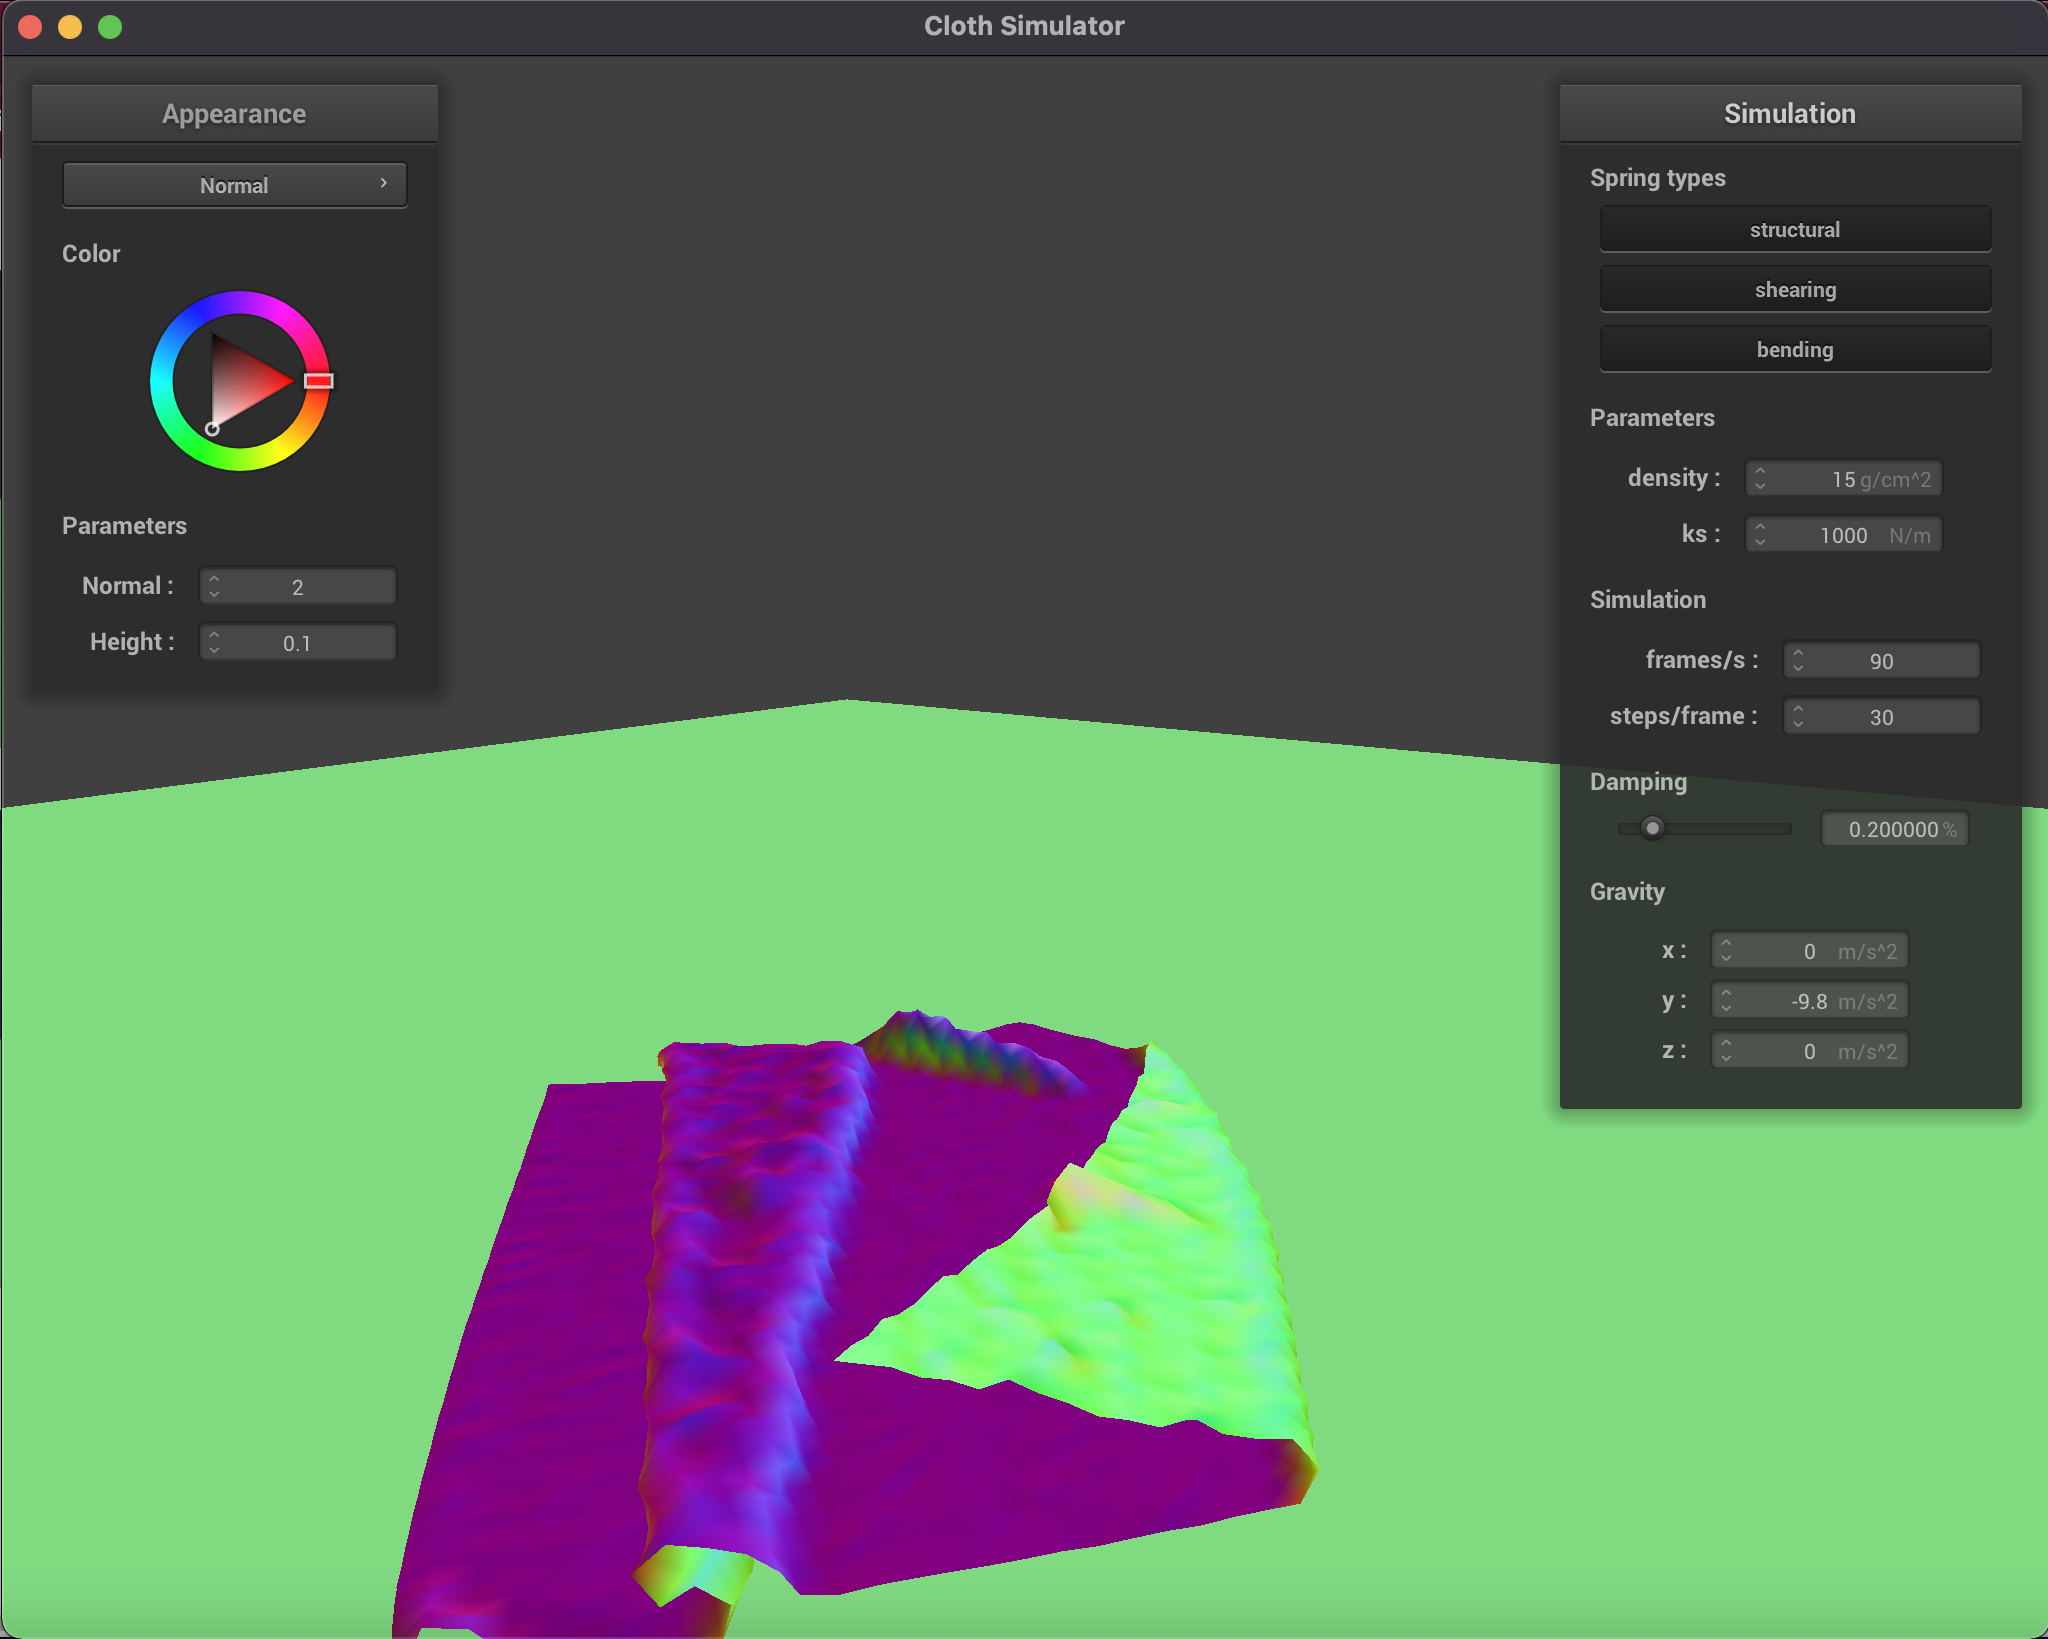 Cloth Simulator
Appearance
Normal
Color
Parameters
Normal : 2
Height : 0.1
Simulation
Spring types
structural
shearing
bending
Parameters
density : 15 g/cm^2
ks : 1000 N/m
Simulation
frames/s : 90
steps/frame : 30
Damping
0.200000 %
Gravity
x : 0 m/s^2
y : -9.8 m/s^2
z : 0 m/s^2